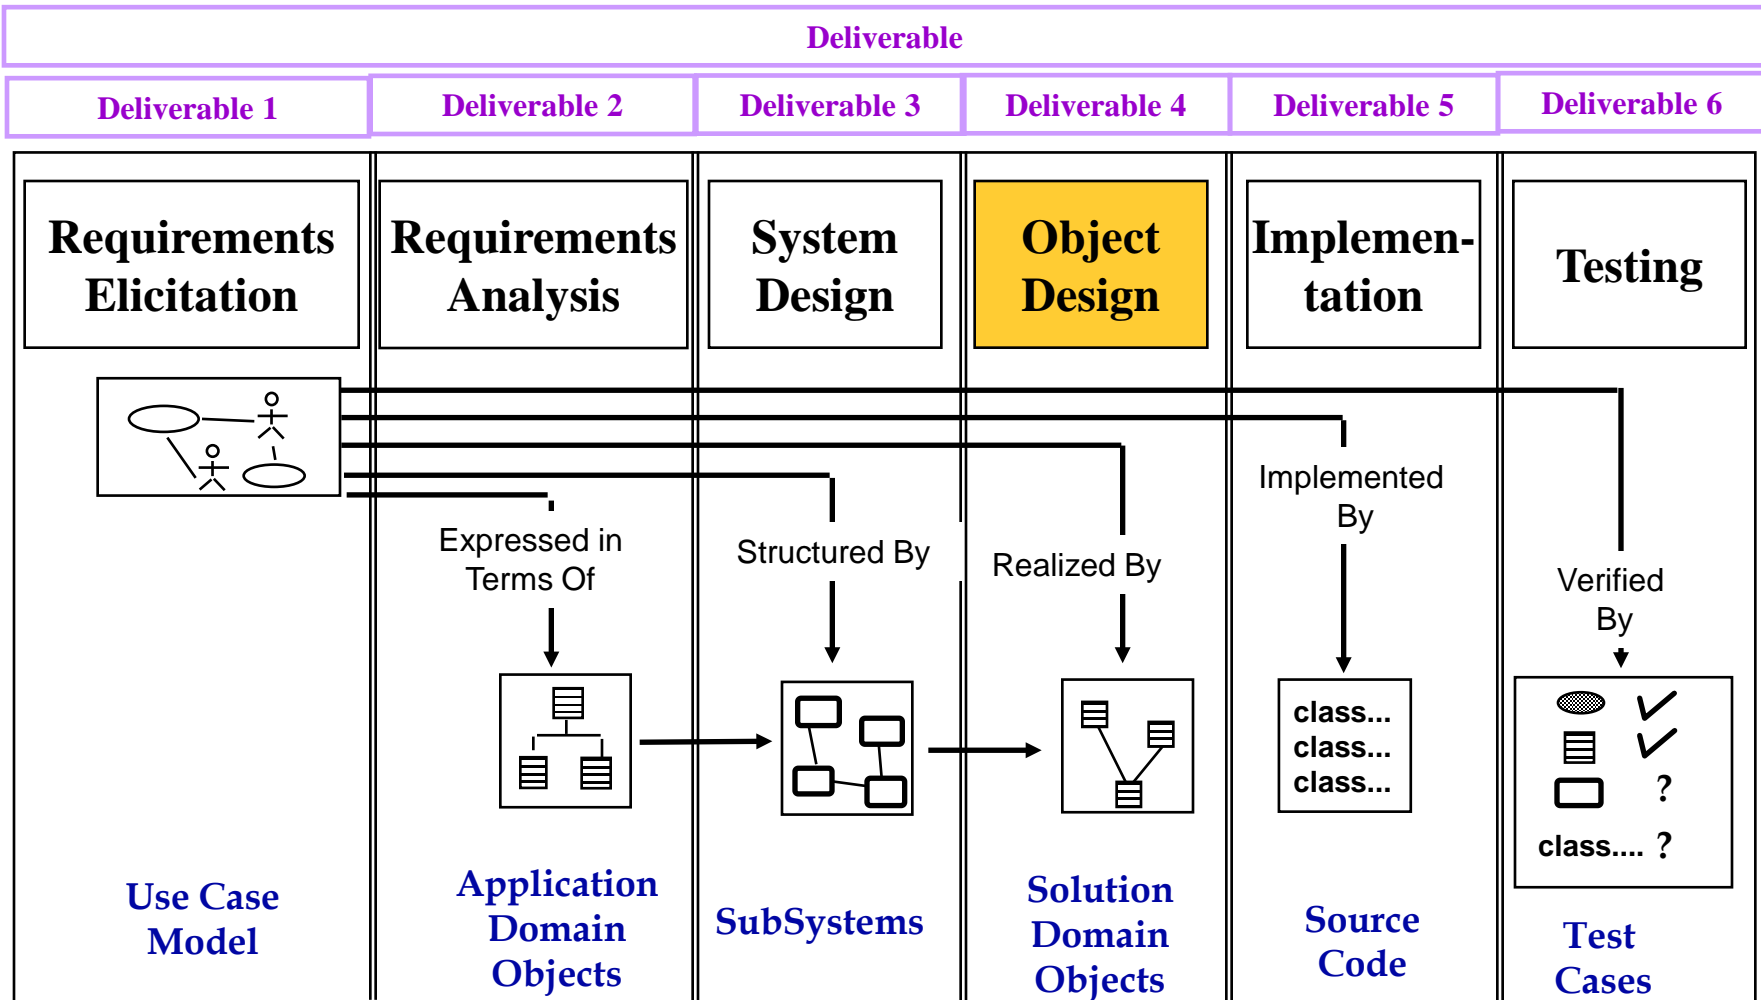 Deliverable
Deliverable 1
Deliverable 2
Deliverable 3
Deliverable 4
Deliverable 5
Deliverable 6
Requirements
Elicitation
Requirements
Analysis
System
Design
Object
Design
Implemen-
tation
Testing
Expressed in
Terms Of
Structured By
Realized By
Implemented
By
Verified
By
class...
class...
class...
?
class.... ?
Use Case
Model
Application
Domain
Objects
SubSystems
Solution
Domain
Objects
Source
Code
Test
Cases